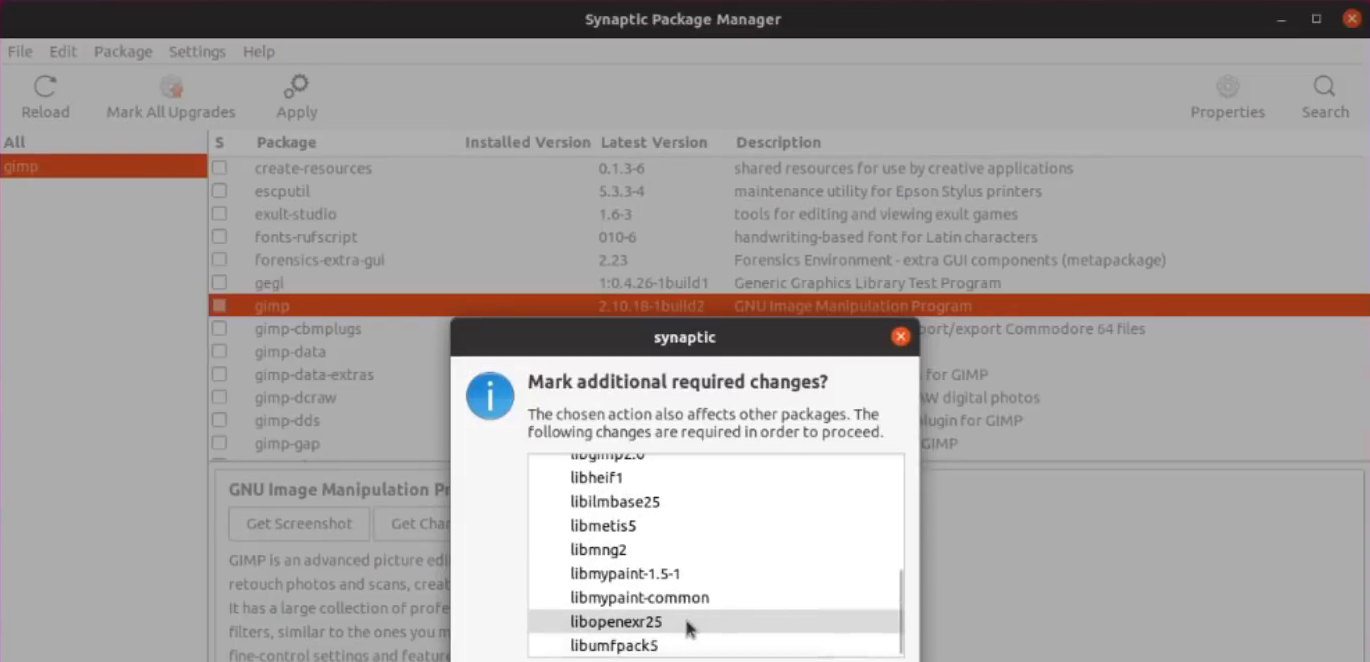 Synaptic Package Manager
File Edit Package Settings Help
Reload Mark All Upgrades Apply Properties Search
All S Package Installed Version Latest Version Description
gimp
create-resources 0.1.3-6 shared resources for use by creative applications
escputil 5.3.3-4 maintenance utility for Epson Stylus printers
exult-studio 1.6-3 tools for editing and viewing exult games
fonts-rufscript 010-6 handwriting-based font for Latin characters
forensics-extra-gui 2.23 Forensics Environment - extra GUI components (metapackage)
gegl 1:0.4.26-1build1 Generic Graphics Library Test Program
gimp 2.10.18-1build2 GNU Image Manipulation Program
gimp-cbmplugs port/export Commodore 64 files
gimp-data
gimp-data-extras for GIMP
gimp-dcraw digital photos
gimp-dds plugin for GIMP
gimp-gap GIMP
synaptic
Mark additional required changes?
The chosen action also affects other packages. The
following changes are required in order to proceed.
libgimp2.0
libheif1
libilmbase25
libmetis5
libmng2
libmypaint-1.5-1
libmypaint-common
libopenexr25
libumfpack5
GNU Image Manipulation
Get Screenshot Get
GIMP is an advanced picture
retouch photos and scans,
It has a large collection of
filters, similar to the ones you
fine-control settings and